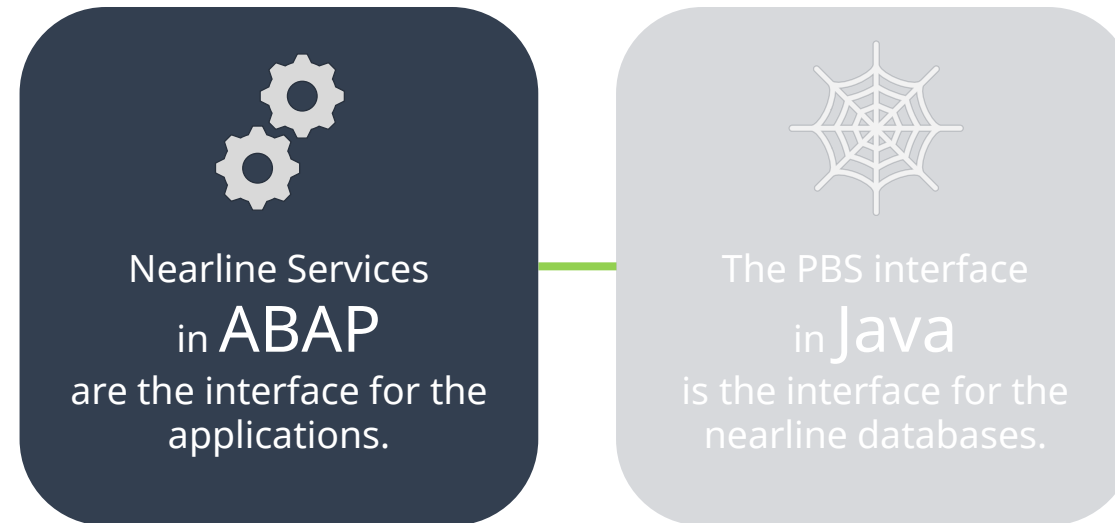 Nearline Services
in ABAP
are the interface for the
applications.
The PBS interface
in Java
is the interface for the
nearline databases.